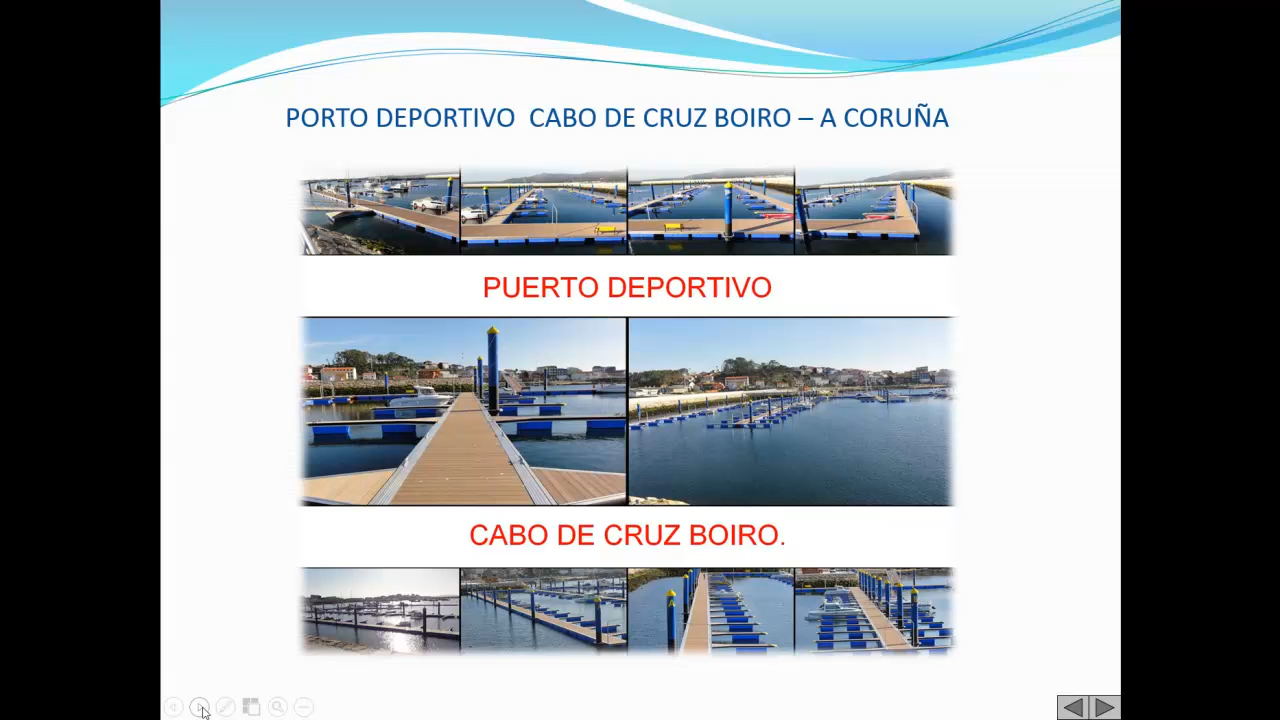 PORTO DEPORTIVO CABO DE CRUZ BOIRO – A CORUÑA
PUERTO DEPORTIVO
CABO DE CRUZ BOIRO.